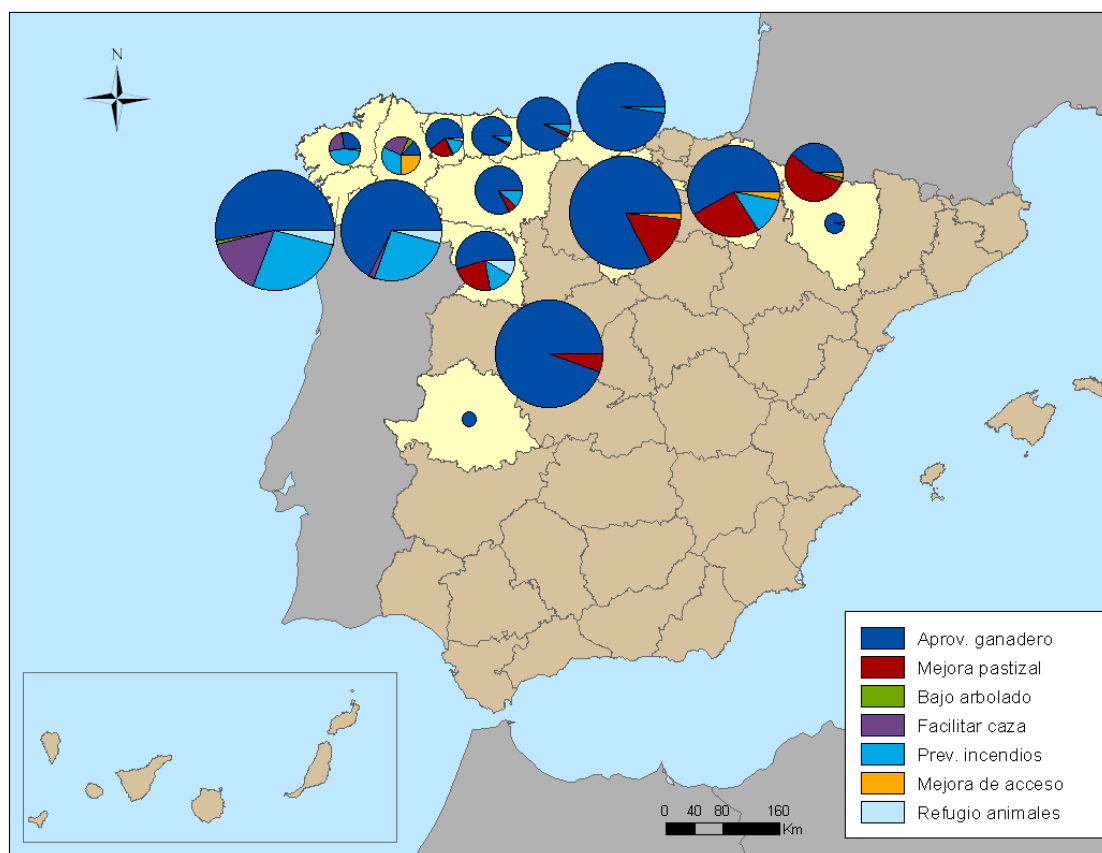 N
Aprov. ganadero
Mejora pastizal
Bajo arbolado
Facilitar caza
Prev. incendios
Mejora de acceso
Refugio animales
0 40 80 160
Km